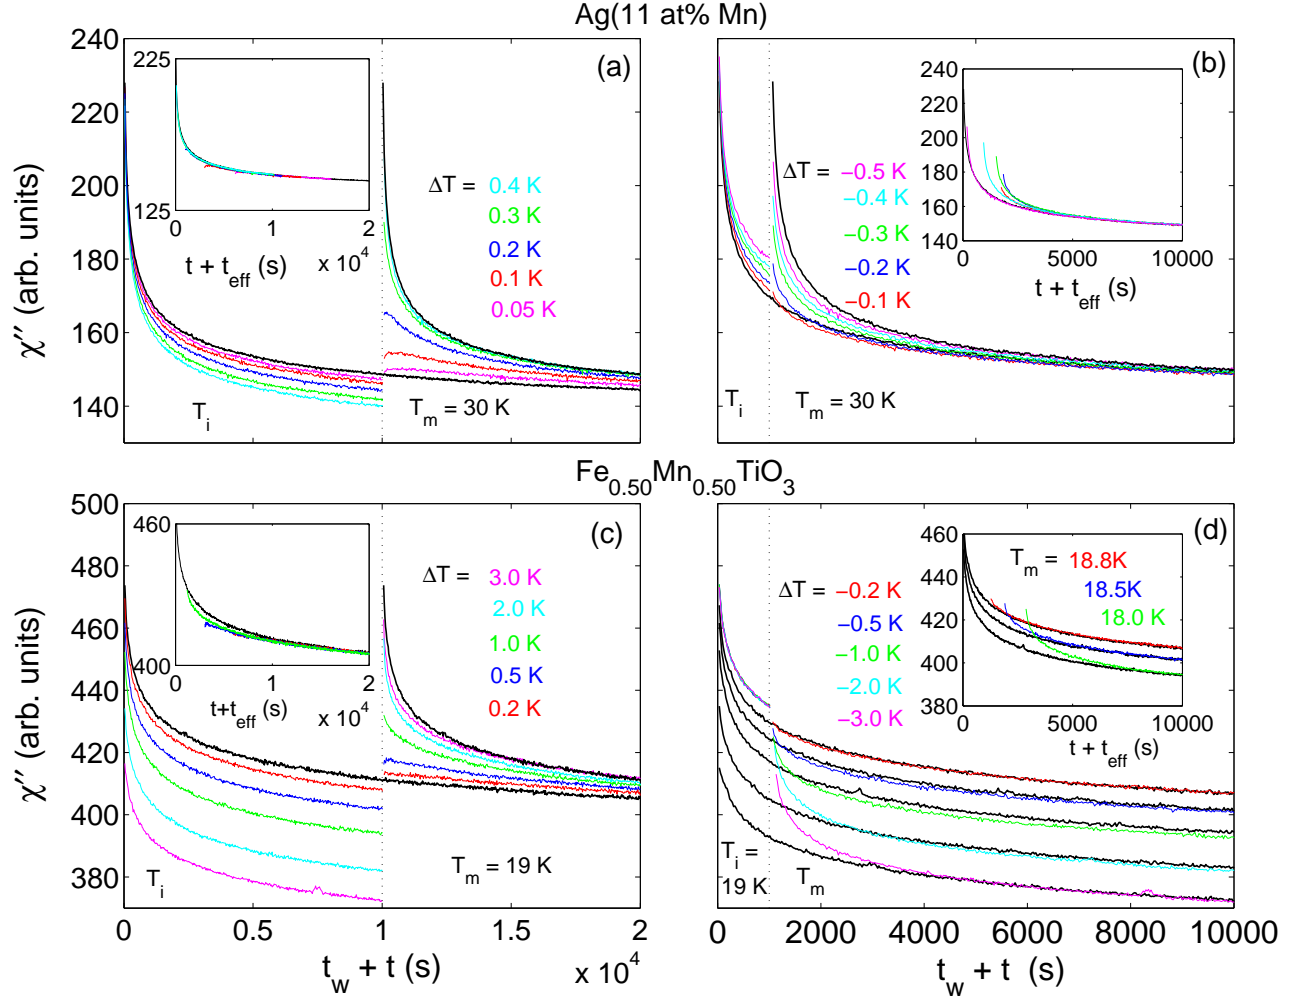 Ag(11 at% Mn)
240
220
200
180
160
140
χ″ (arb. units)
(a)
225
125
0
1
2
t + t_eff (s)
x 10^4
ΔT = 0.4 K
0.3 K
0.2 K
0.1 K
0.05 K
T_i
T_m = 30 K
(b)
240
220
200
180
160
140
0
5000
10000
t + t_eff (s)
ΔT = −0.5 K
−0.4 K
−0.3 K
−0.2 K
−0.1 K
T_i
T_m = 30 K
Fe_0.50Mn_0.50TiO_3
500
480
460
440
420
400
380
χ″ (arb. units)
(c)
460
400
0
1
2
t+t_eff (s)
x 10^4
ΔT = 3.0 K
2.0 K
1.0 K
0.5 K
0.2 K
T_i
T_m = 19 K
0
0.5
1
1.5
2
t_w + t (s)
x 10^4
(d)
460
440
420
400
380
0
5000
10000
t + t_eff (s)
T_m = 18.8K
18.5K
18.0 K
ΔT = −0.2 K
−0.5 K
−1.0 K
−2.0 K
−3.0 K
T_i =
19 K
T_m
0
2000
4000
6000
8000
10000
t_w + t (s)